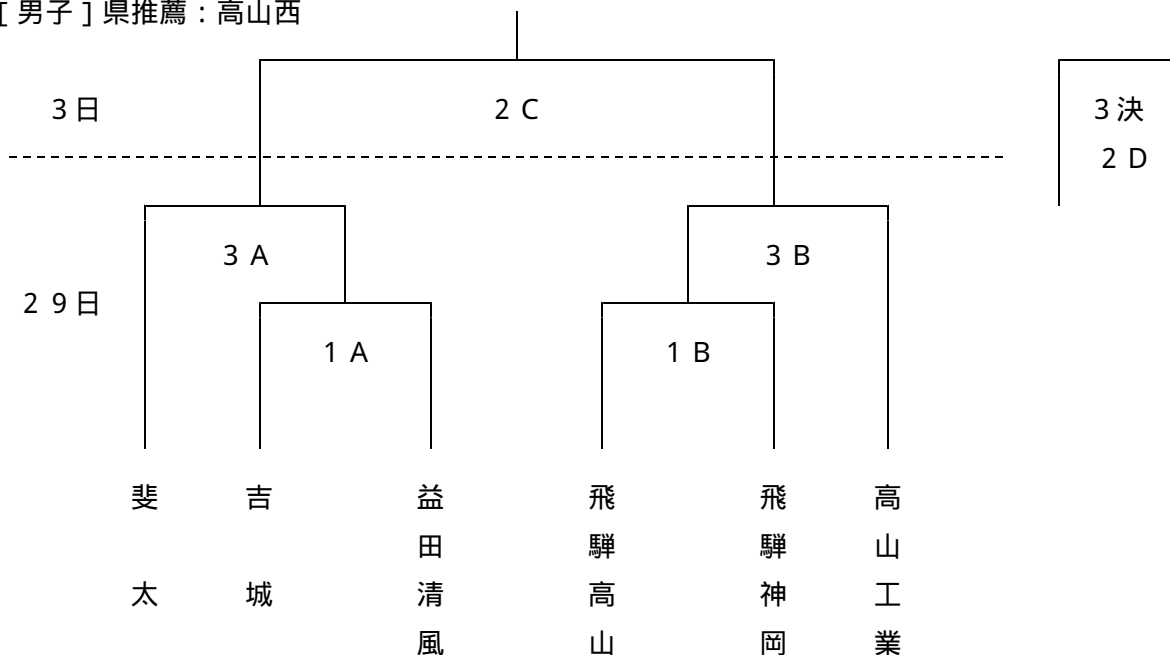 [ 男子 ] 県推薦：高山西
3日
2 C
3決
2 D
3 A
3 B
2 9日
1 A
1 B
斐太
吉城
益田清風
飛騨高山
飛騨神岡
高山工業